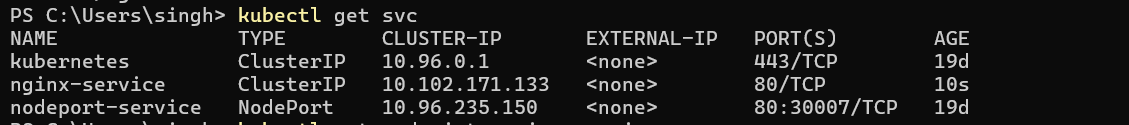 PS C:\Users\singh> kubectl get svc
NAME TYPE CLUSTER-IP EXTERNAL-IP PORT(S) AGE
kubernetes ClusterIP 10.96.0.1 <none> 443/TCP 19d
nginx-service ClusterIP 10.102.171.133 <none> 80/TCP 10s
nodeport-service NodePort 10.96.235.150 <none> 80:30007/TCP 19d